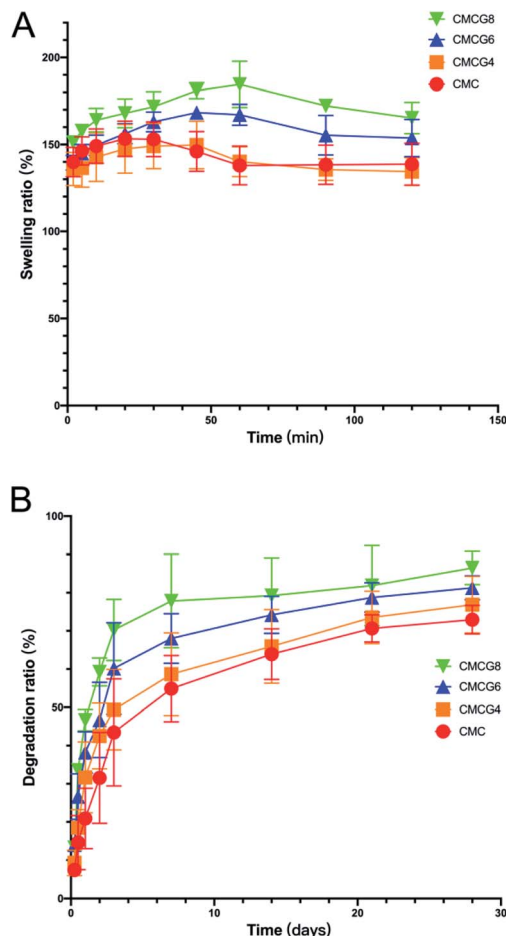 A
CMCG8
CMCG6
CMCG4
CMC
200
150
100
50
0
0
50
100
150
Swelling ratio (%)
Time (min)
B
100
50
0
0
10
20
30
Degradation ratio (%)
CMCG8
CMCG6
CMCG4
CMC
Time (days)